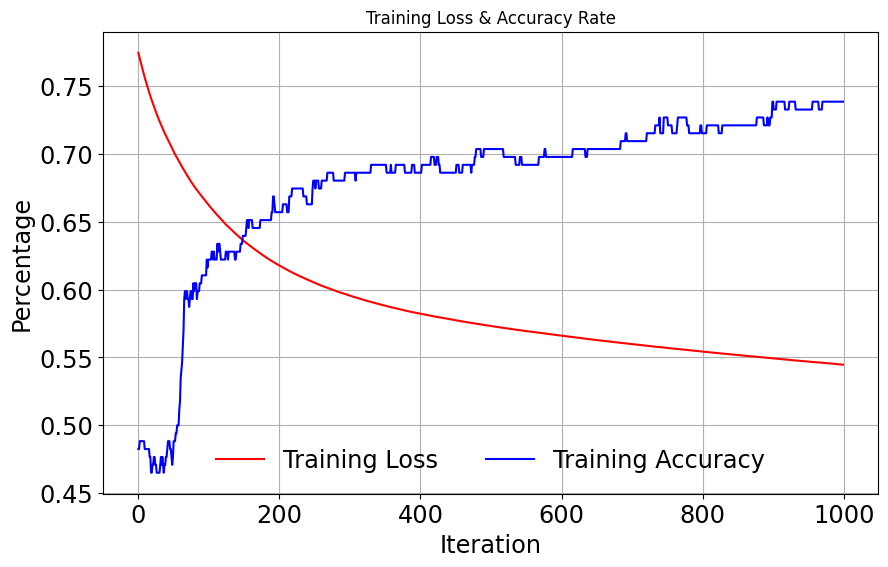 Training Loss & Accuracy Rate
Percentage
0.75
0.70
0.65
0.60
0.55
0.50
0.45
Training Loss
Training Accuracy
0 200 400 600 800 1000
Iteration